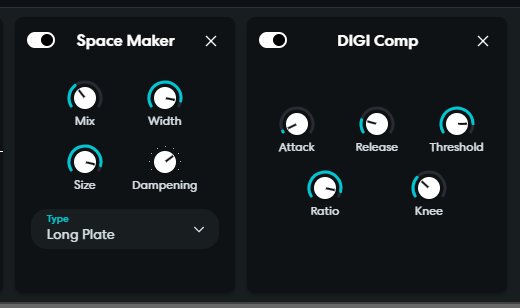 Space Maker
Mix
Width
Size
Dampening
Type
Long Plate
DIGI Comp
Attack
Release
Threshold
Ratio
Knee